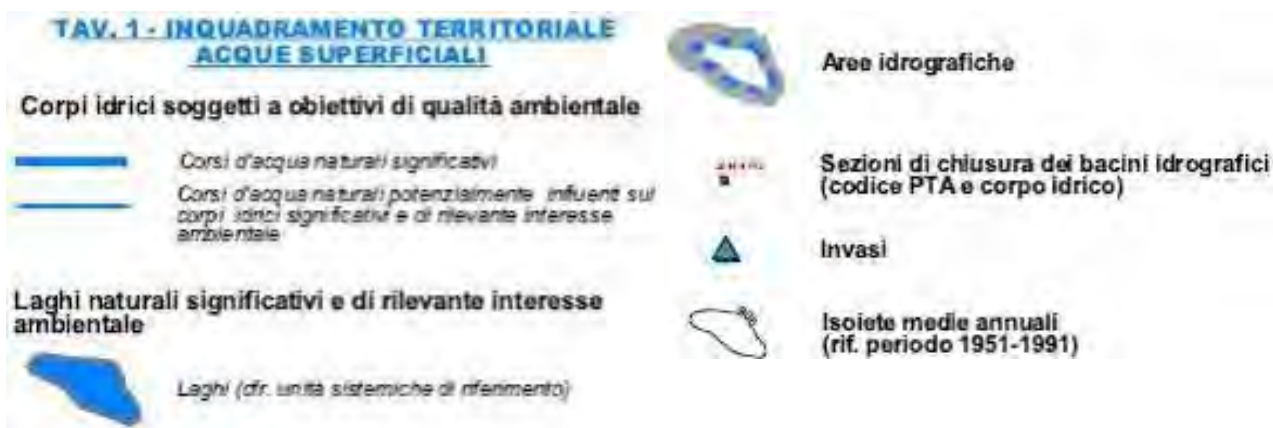 TAV. 1 - INQUADRAMENTO TERRITORIALE
ACQUE SUPERFICIALI
Corpi idrici soggetti a obiettivi di qualità ambientale
Corsi d'acqua naturali significativi
Corsi d'acqua naturali potenzialmente influenti sui
corpi idrici significativi e di rilevante interesse
ambientale
Laghi naturali significativi e di rilevante interesse
ambientale
Laghi (cfr. unità sistemiche di riferimento)
Aree idrografiche
Sezioni di chiusura dei bacini idrografici
(codice PTA e corpo idrico)
Invasi
Isoiete medie annuali
(rif. periodo 1951-1991)